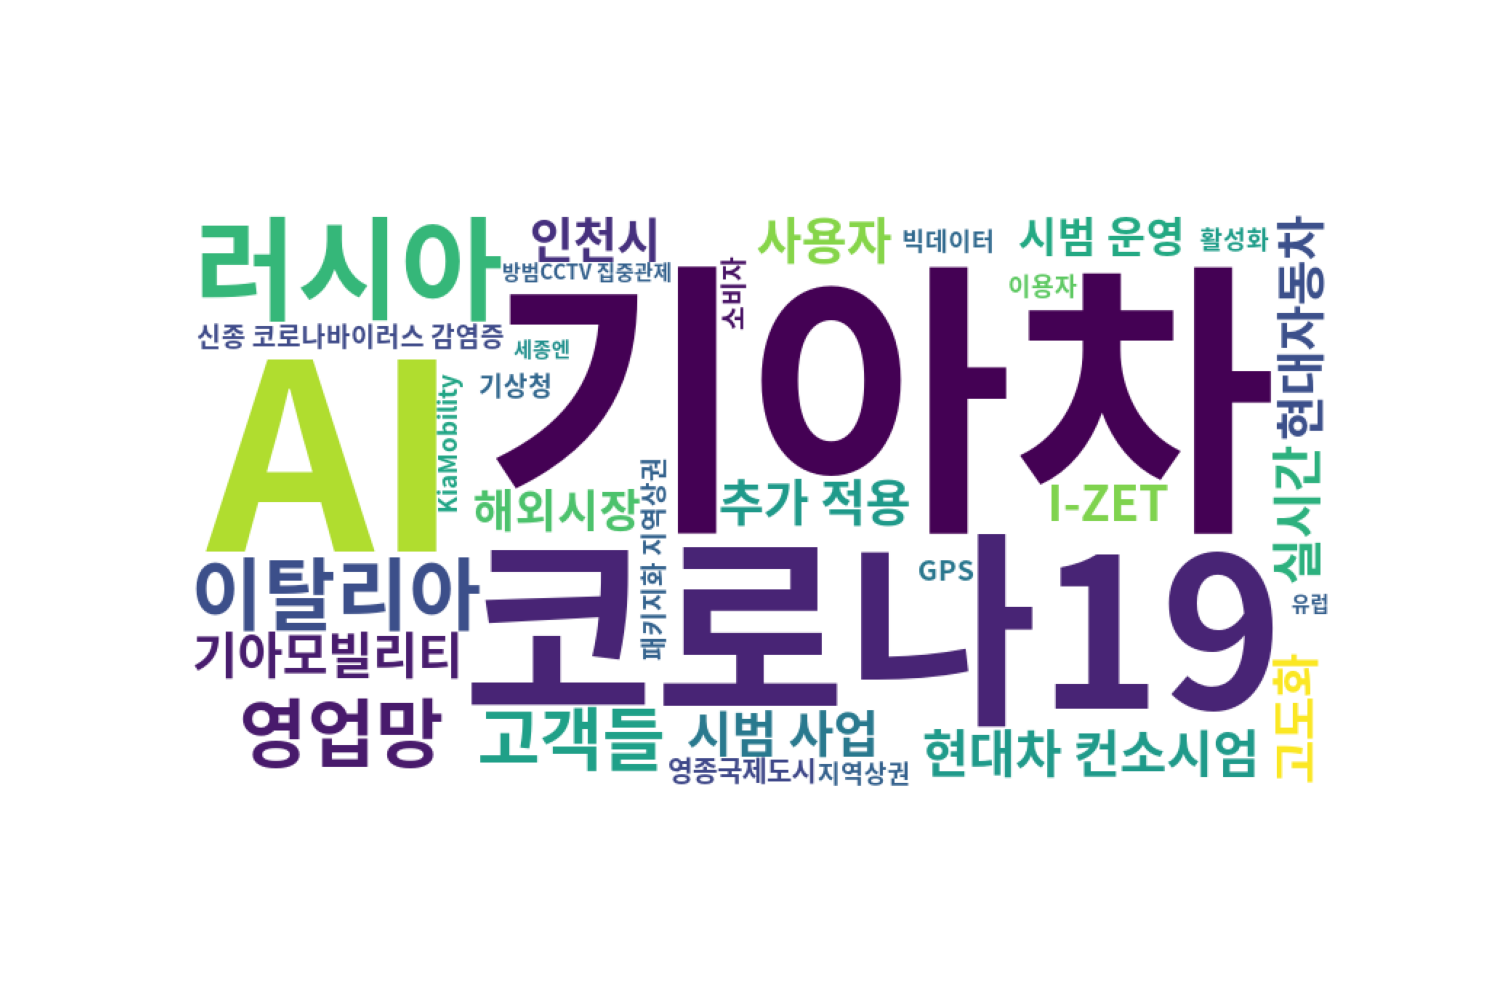 러시아
인천시
사용자
빅데이터
시범 운영
활성화
방범CCTV 집중관제
소비자
이용자
현대자동차
신종 코로나바이러스 감염증
세종엔
기아차
AI
KiaMobility
기상청
해외시장
패키지화 지역상권
추가 적용
I-ZET
실시간
이탈리아
코로나19
GPS
유럽
기아모빌리티
영업망
고객들
시범 사업
현대차 컨소시엄
고도화
영종국제도시
지역상권